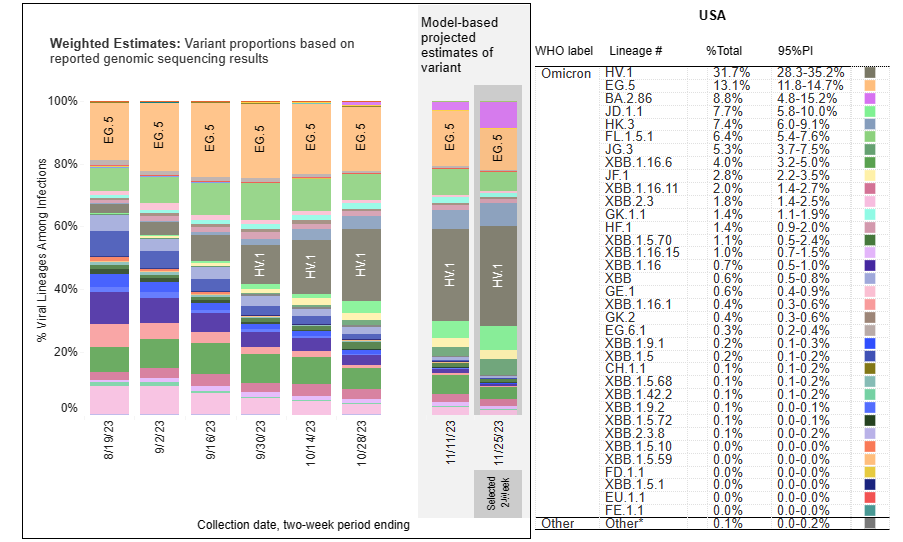 USA
Model-based
projected
estimates of
variant
Weighted Estimates: Variant proportions based on
reported genomic sequencing results
% Viral Lineages Among Infections
100%
80%
60%
40%
20%
0%
EG.5
EG.5
EG.5
EG.5
EG.5
EG.5
EG.5
EG.5
HV.1
HV.1
HV.1
HV.1
HV.1
8/19/23
9/2/23
9/16/23
9/30/23
10/14/23
10/28/23
11/11/23
11/25/23
Selected
2-Week
Collection date, two-week period ending
WHO label Lineage # %Total 95%PI
Omicron HV.1 31.7% 28.3-35.2%
EG.5 13.1% 11.8-14.7%
BA.2.86 8.8% 4.8-15.2%
JD.1.1 7.7% 5.8-10.0%
HK.3 7.4% 6.0-9.1%
FL.1.5.1 6.4% 5.4-7.6%
JG.3 5.3% 3.7-7.5%
XBB.1.16.6 4.0% 3.2-5.0%
JF.1 2.8% 2.2-3.5%
XBB.1.16.11 2.0% 1.4-2.7%
XBB.2.3 1.8% 1.4-2.5%
GK.1.1 1.4% 1.1-1.9%
HF.1 1.4% 0.9-2.0%
XBB.1.5.70 1.1% 0.5-2.4%
XBB.1.16.15 1.0% 0.7-1.5%
XBB.1.16 0.7% 0.5-1.0%
XBB 0.6% 0.5-0.8%
GE.1 0.6% 0.4-0.9%
XBB.1.16.1 0.4% 0.3-0.6%
GK.2 0.4% 0.3-0.6%
EG.6.1 0.3% 0.2-0.4%
XBB.1.9.1 0.2% 0.1-0.3%
XBB.1.5 0.2% 0.1-0.2%
CH.1.1 0.1% 0.1-0.2%
XBB.1.5.68 0.1% 0.1-0.2%
XBB.1.42.2 0.1% 0.1-0.2%
XBB.1.9.2 0.1% 0.0-0.1%
XBB.1.5.72 0.1% 0.0-0.1%
XBB.2.3.8 0.1% 0.0-0.2%
XBB.1.5.10 0.0% 0.0-0.0%
XBB.1.5.59 0.0% 0.0-0.0%
FD.1.1 0.0% 0.0-0.0%
XBB.1.5.1 0.0% 0.0-0.0%
EU.1.1 0.0% 0.0-0.0%
FE.1.1 0.0% 0.0-0.0%
Other Other* 0.1% 0.0-0.2%